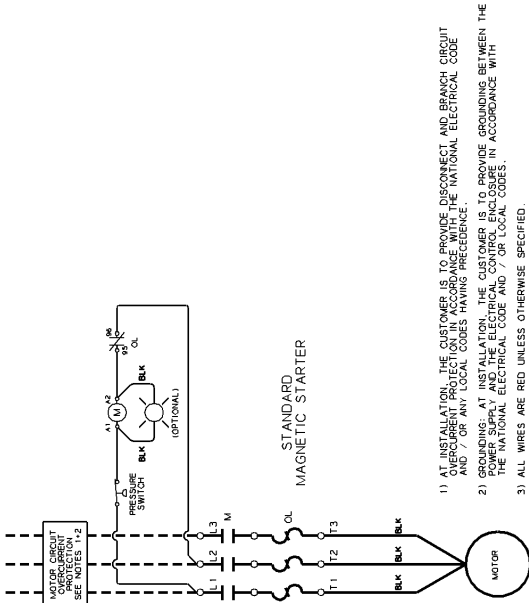 MOTOR CIRCUIT
OVERCURRENT
PROTECTION
SEE NOTES 1+2
PRESSURE
SWITCH
A1
M
A2
95
96
OL
BLK
BLK
(OPTIONAL)
L1
L2
L3
M
OL
STANDARD
MAGNETIC STARTER
T1
T2
T3
BLK
BLK
BLK
MOTOR
1) AT INSTALLATION, THE CUSTOMER IS TO PROVIDE DISCONNECT AND BRANCH CIRCUIT
OVERCURRENT PROTECTION IN ACCORDANCE WITH THE NATIONAL ELECTRICAL CODE
AND / OR ANY LOCAL CODES HAVING PRECEDENCE.
2) GROUNDING: AT INSTALLATION, THE CUSTOMER IS TO PROVIDE GROUNDING BETWEEN THE
POWER SUPPLY AND THE ELECTRICAL CONTROL ENCLOSURE IN ACCORDANCE WITH
THE NATIONAL ELECTRICAL CODE AND / OR LOCAL CODES.
3) ALL WIRES ARE RED UNLESS OTHERWISE SPECIFIED.